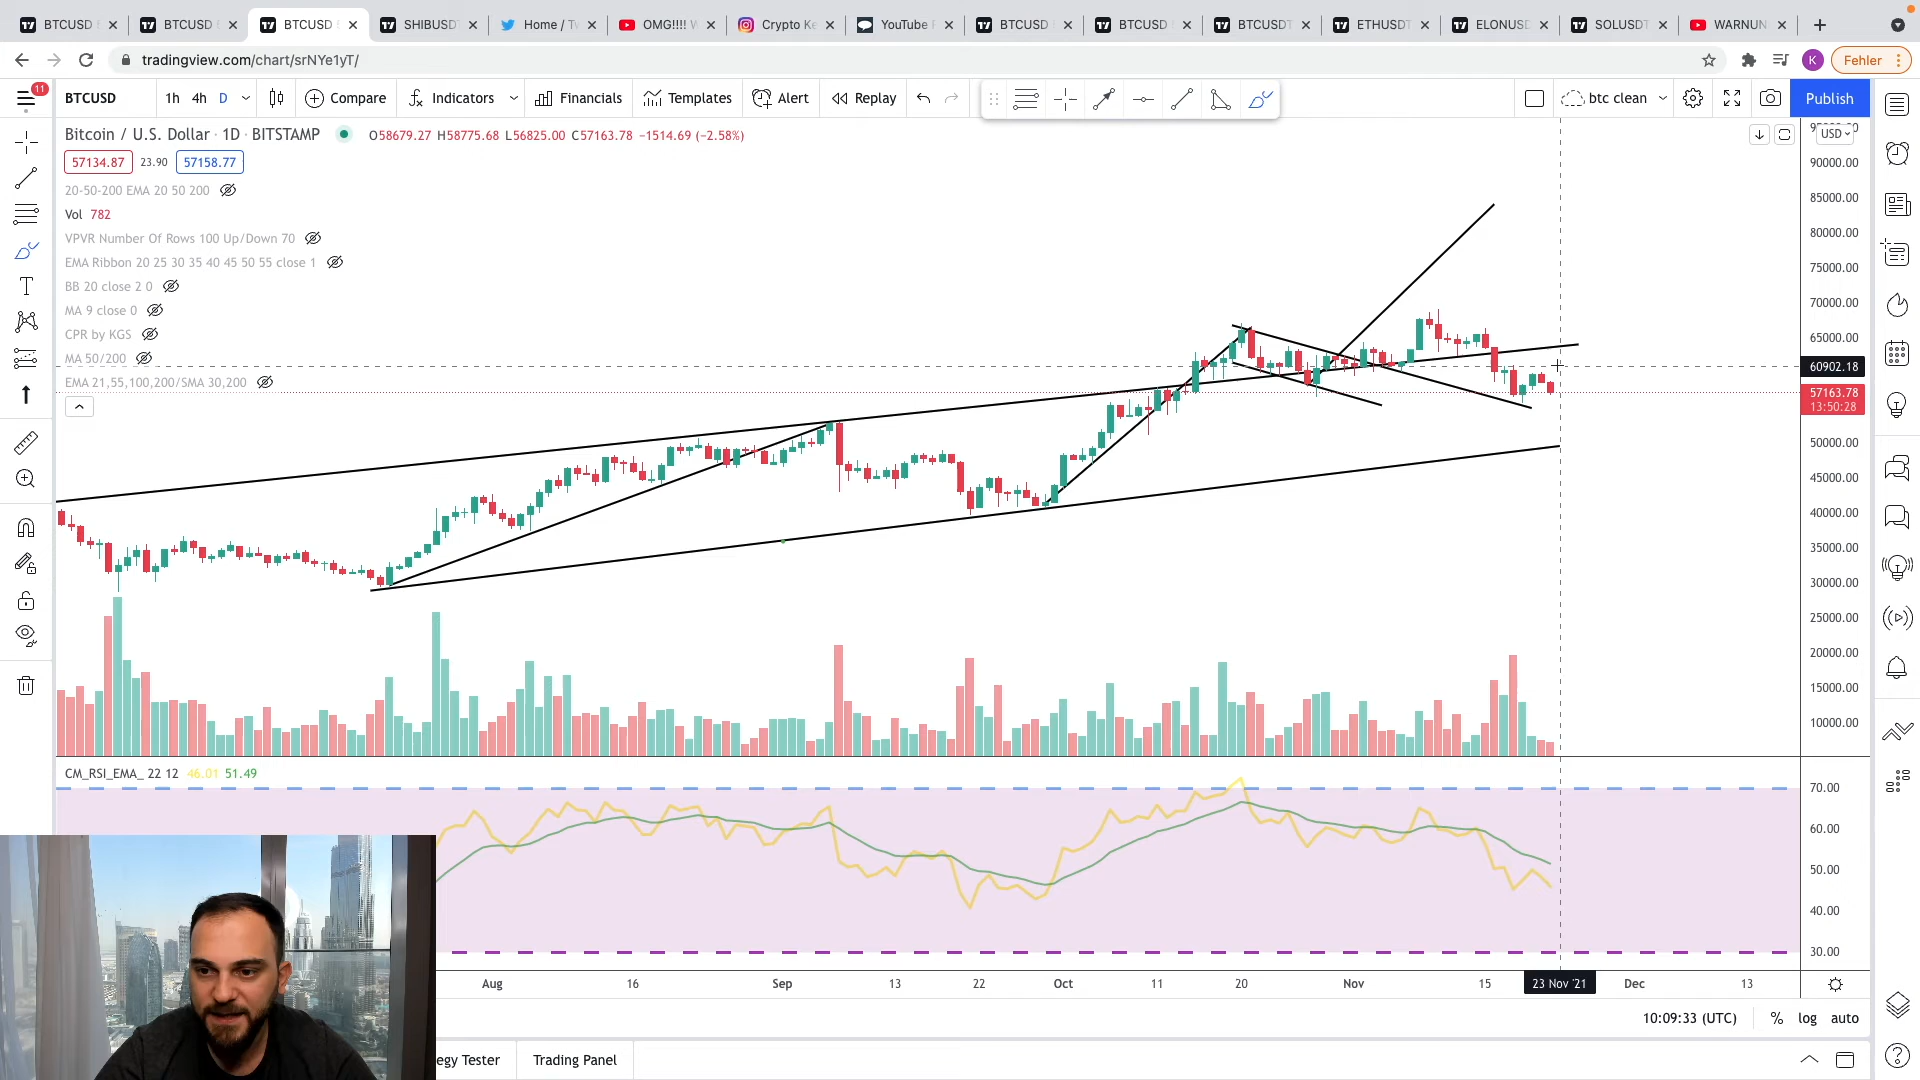 BTCUSD
BTCUSD
BTCUSD
SHIBUSDT
Home / Tw
OMG!!!! W
Crypto Ke
YouTube
BTCUSD
BTCUSD
BTCUSDT
ETHUSDT
ELONUSD
SOLUSDT
WARNUN
tradingview.com/chart/srNYe1yT/
K
Fehler
11
BTCUSD 1h 4h D Compare Indicators Financials Templates Alert Replay btc clean Publish
Bitcoin / U.S. Dollar · 1D · BITSTAMP O58679.27 H58775.68 L56825.00 C57163.78 −1514.69 (−2.58%)
57134.87 23.90 57158.77
20-50-200 EMA 20 50 200
Vol 782
VPVR Number Of Rows 100 Up/Down 70
EMA Ribbon 20 25 30 35 40 45 50 55 close 1
BB 20 close 2 0
MA 9 close 0
CPR by KGS
MA 50/200
EMA 21,55,100,200/SMA 30,200
USD
90000.00
85000.00
80000.00
75000.00
70000.00
65000.00
60902.18
57163.78
13:50:28
50000.00
45000.00
40000.00
35000.00
30000.00
25000.00
20000.00
15000.00
10000.00
CM_RSI_EMA_ 22 12 46.01 51.49
70.00
60.00
50.00
40.00
30.00
Aug 16 Sep 13 22 Oct 11 20 Nov 15 23 Nov '21 Dec 13
10:09:33 (UTC) % log auto
egy Tester Trading Panel